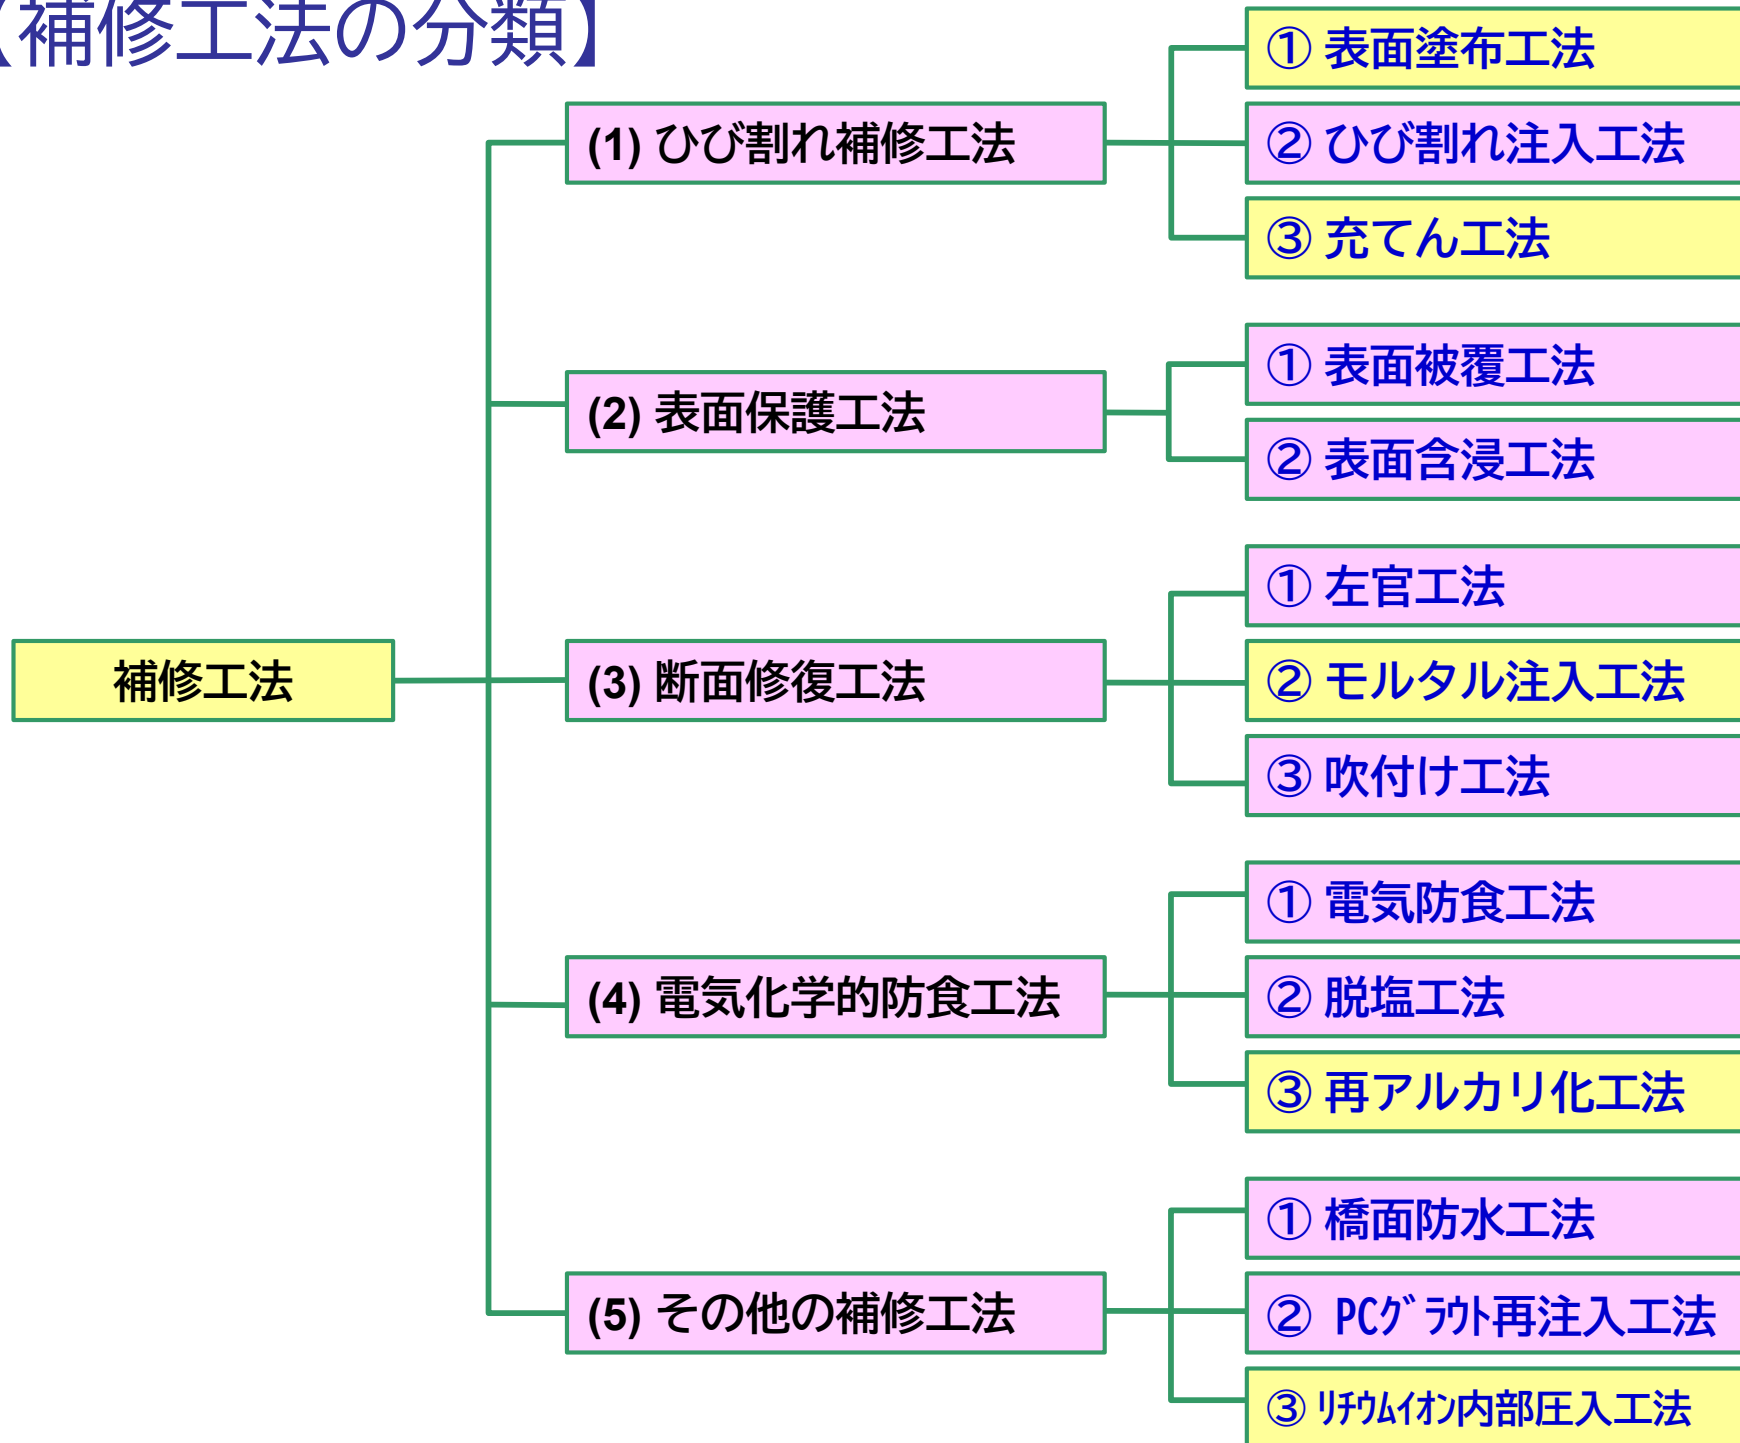 【補修工法の分類】
補修工法
(1) ひび割れ補修工法
① 表面塗布工法
② ひび割れ注入工法
③ 充てん工法
(2) 表面保護工法
① 表面被覆工法
② 表面含浸工法
(3) 断面修復工法
① 左官工法
② モルタル注入工法
③ 吹付け工法
(4) 電気化学的防食工法
① 電気防食工法
② 脱塩工法
③ 再アルカリ化工法
(5) その他の補修工法
① 橋面防水工法
② PCｸﾞﾗｳﾄ再注入工法
③ ﾘﾁｳﾑｲｵﾝ内部圧入工法